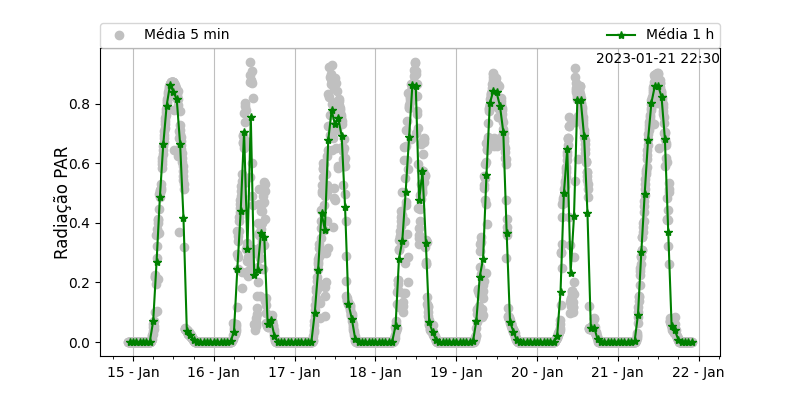 Média 5 min
Média 1 h
2023-01-21 22:30
Radiação PAR
0.8
0.6
0.4
0.2
0.0
15 - Jan
16 - Jan
17 - Jan
18 - Jan
19 - Jan
20 - Jan
21 - Jan
22 - Jan